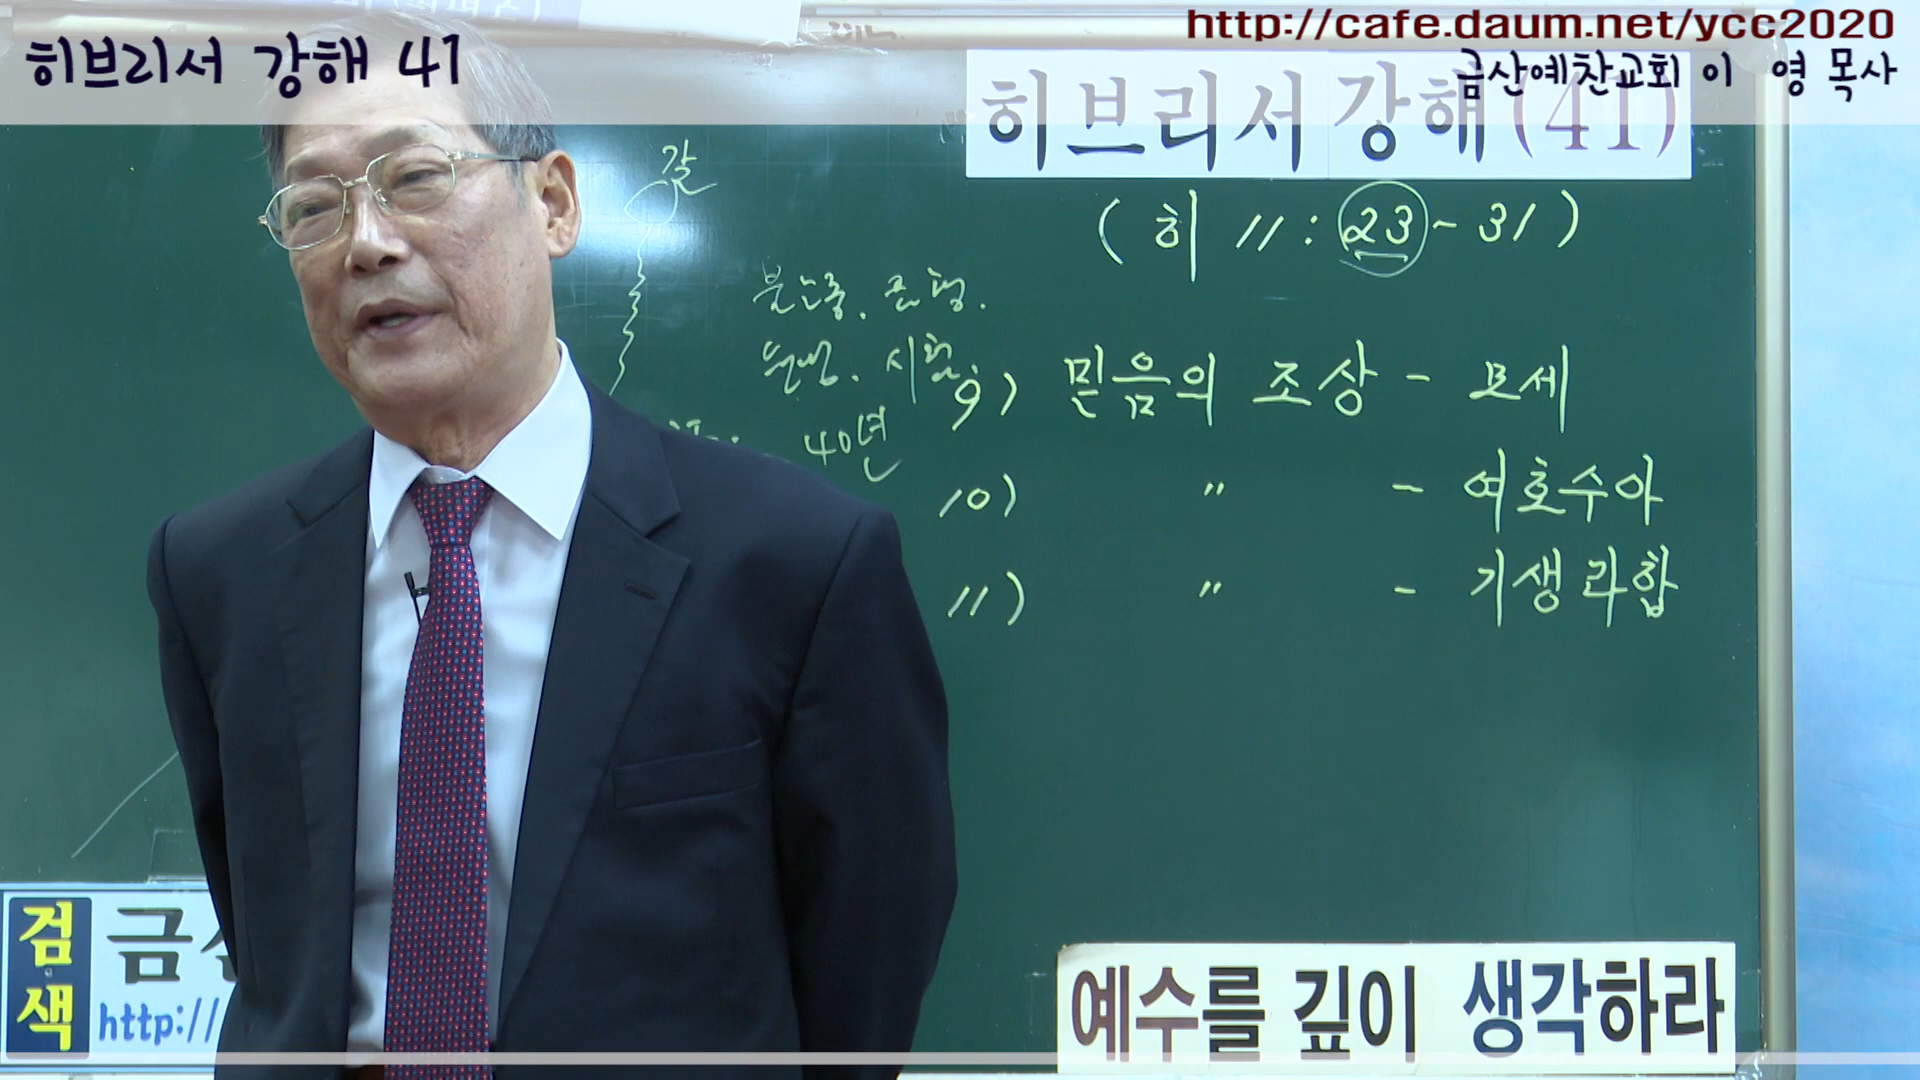 http://cafe.daum.net/ycc2020
히브리서 강해 41
금산예찬교회 이 영 목사
히브리서 강해 (41)
갈
( 히 11 : 23 ~ 31 )
시험.
9) 믿음의 조상 - 모세
40년
10) 〃 - 여호수아
11) 〃 - 기생 라합
검색
금
http://
예수를 깊이 생각하라